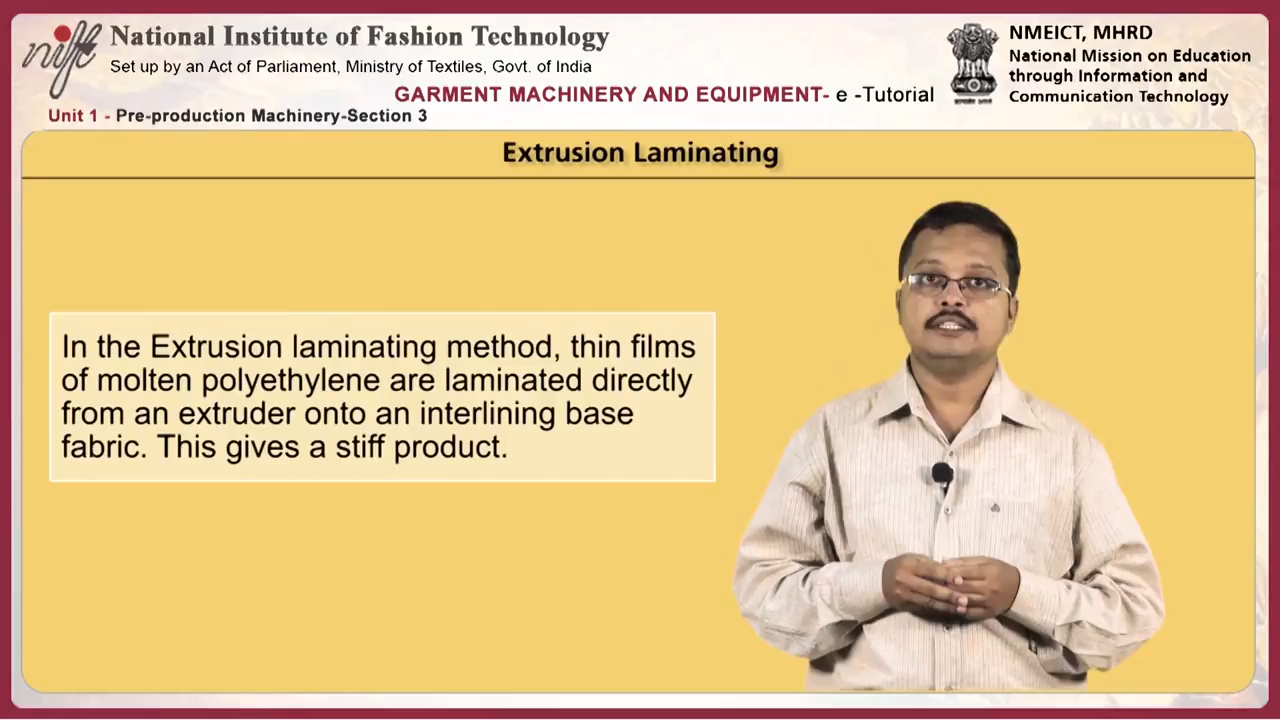 nift
National Institute of Fashion Technology
Set up by an Act of Parliament, Ministry of Textiles, Govt. of India
GARMENT MACHINERY AND EQUIPMENT- e -Tutorial
NMEICT, MHRD
National Mission on Education
through Information and
Communication Technology
Unit 1 - Pre-production Machinery-Section 3
Extrusion Laminating
In the Extrusion laminating method, thin films
of molten polyethylene are laminated directly
from an extruder onto an interlining base
fabric. This gives a stiff product.